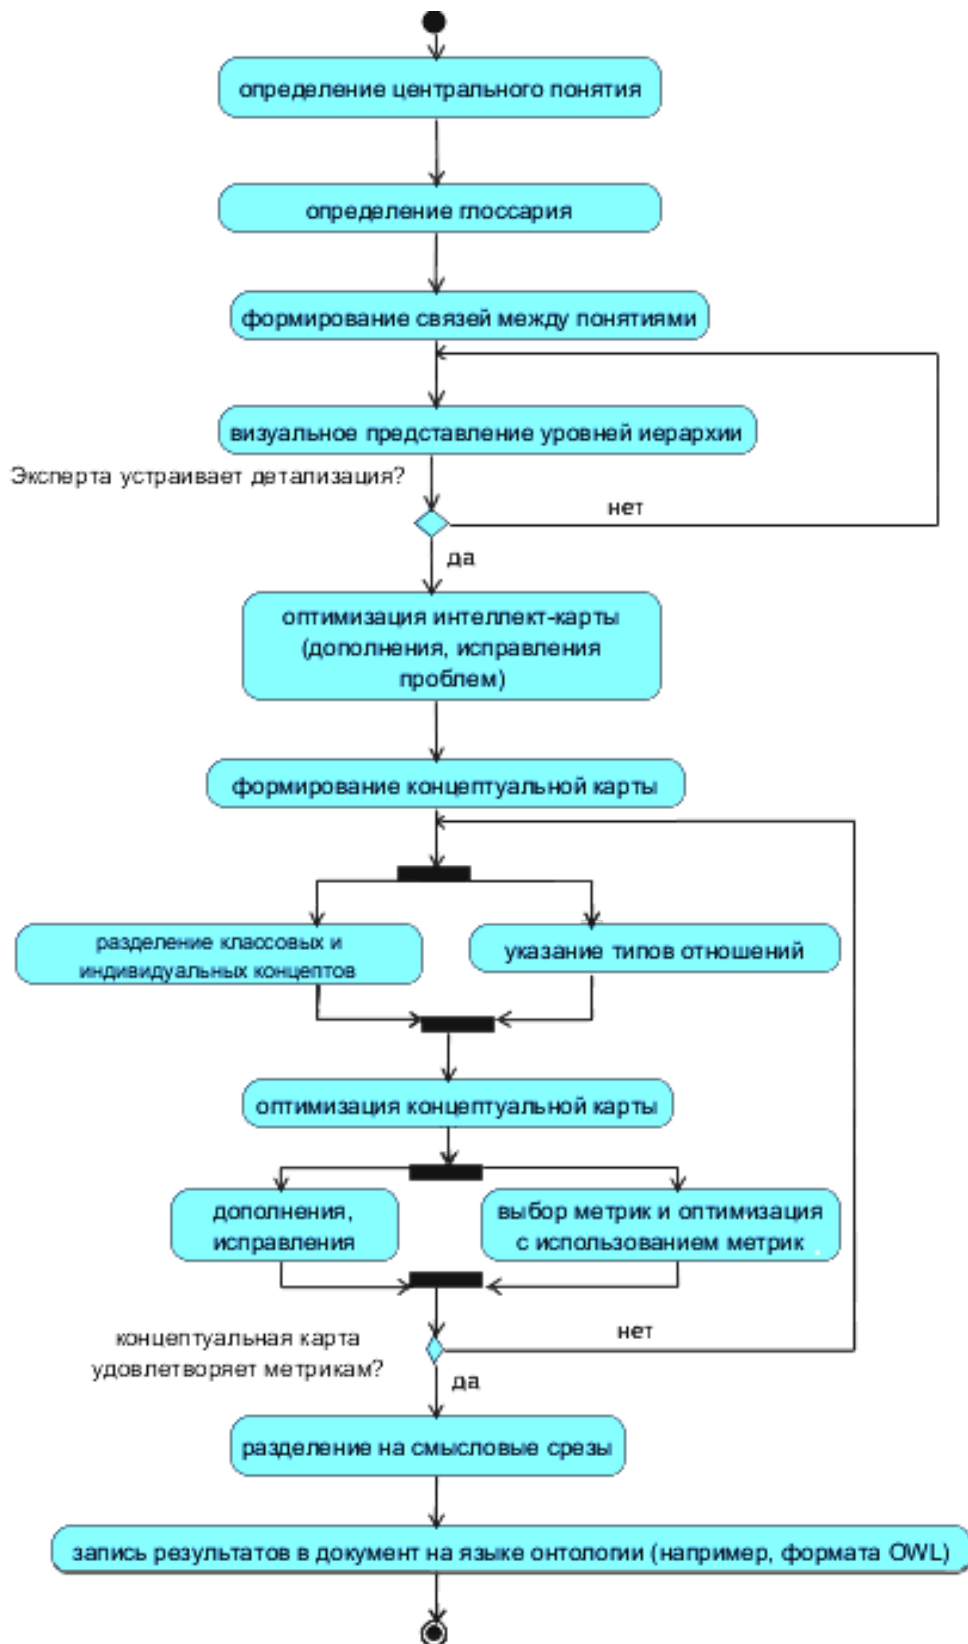 определение центрального понятия
определение глоссария
формирование связей между понятиями
визуальное представление уровней иерархии
Эксперта устраивает детализация?
нет
да
оптимизация интеллект-карты
(дополнения, исправления
проблем)
формирование концептуальной карты
разделение классовых и
индивидуальных концептов
указание типов отношений
оптимизация концептуальной карты
дополнения,
исправления
выбор метрик и оптимизация
с использованием метрик
концептуальная карта
удовлетворяет метрикам?
нет
да
разделение на смысловые срезы
запись результатов в документ на языке онтологии (например, формата OWL)